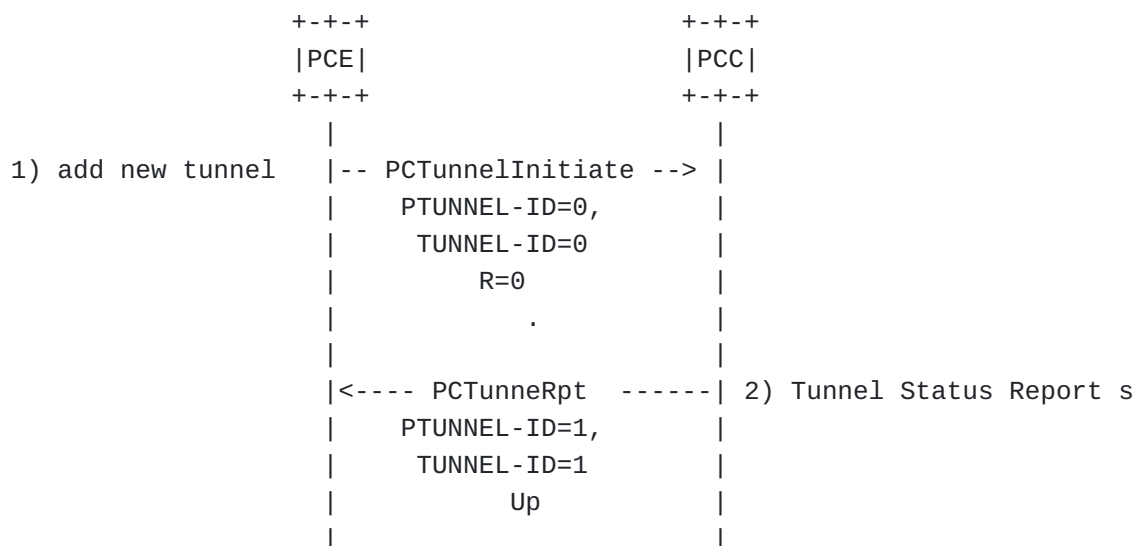 +-+-+                    +-+-+
|PCE|                    |PCC|
+-+-+                    +-+-+
|                        |
1) add new tunnel   |-- PCTunnelInitiate --> |
|    PTUNNEL-ID=0,       |
|     TUNNEL-ID=0        |
|         R=0            |
|            .           |
|                        |
|<---- PCTunneRpt  ------| 2) Tunnel Status Report s
|    PTUNNEL-ID=1,       |
|     TUNNEL-ID=1        |
|           Up           |
|                        |